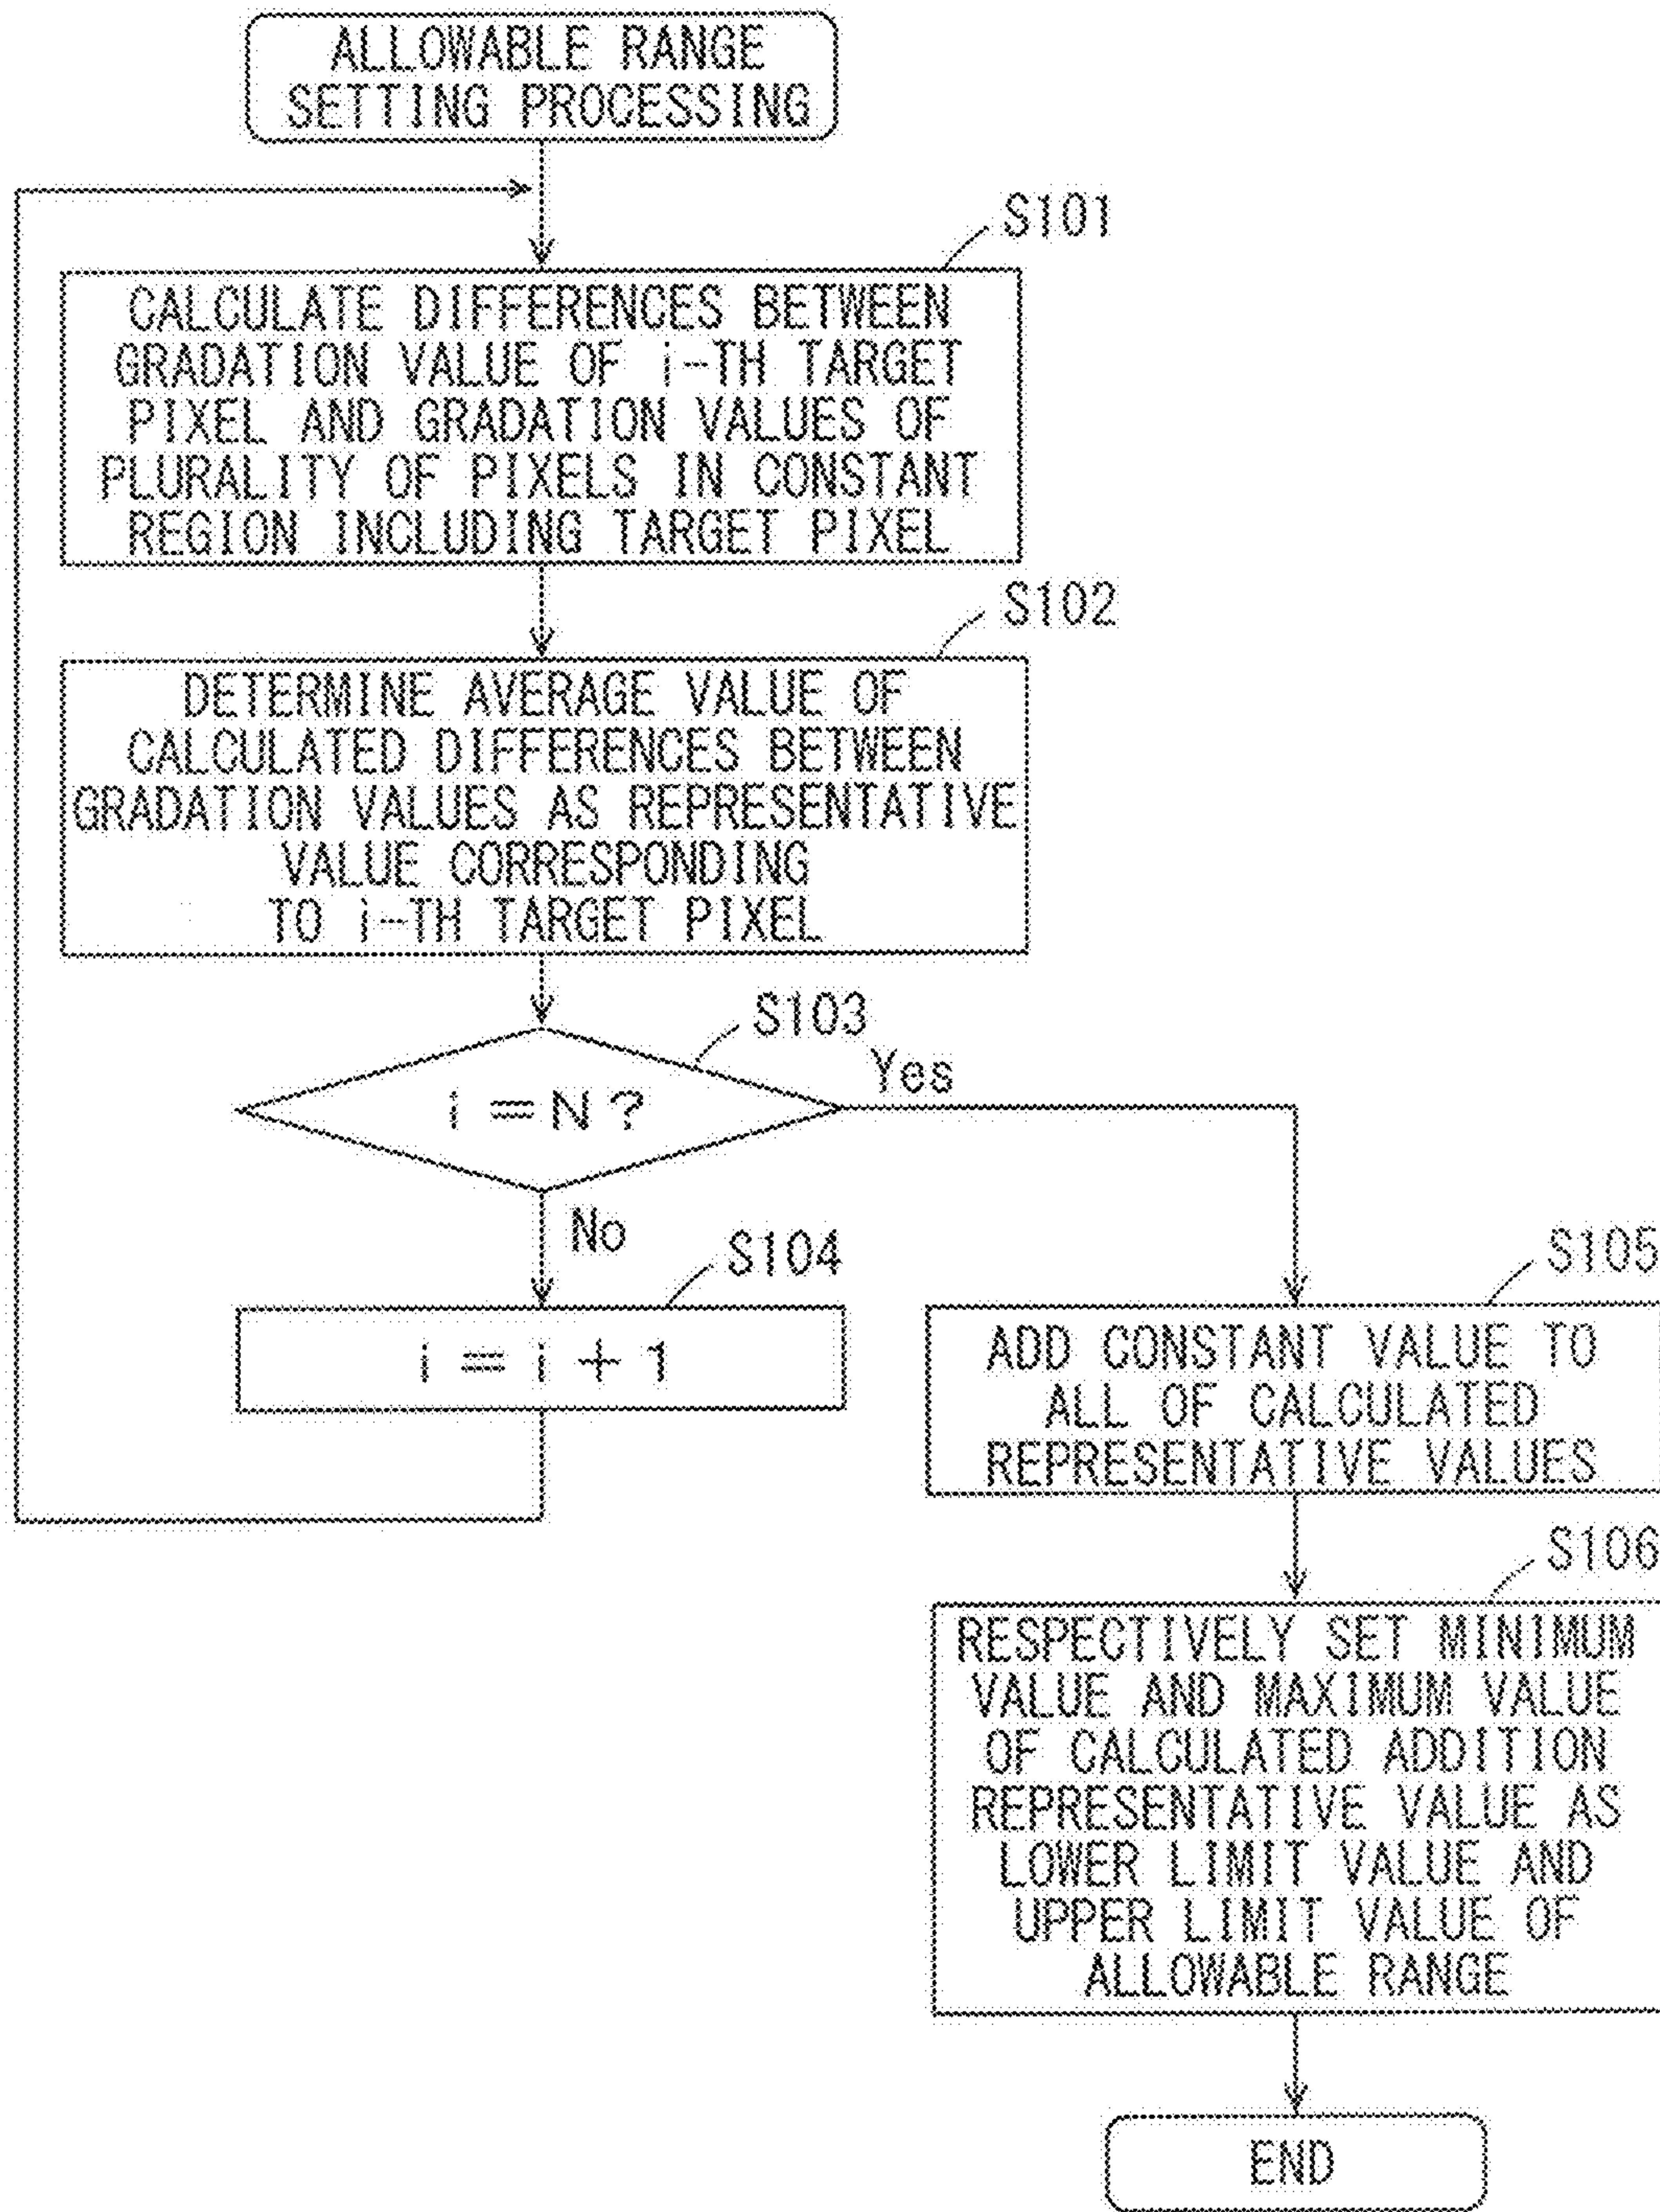 ALLOWABLE RANGE
SETTING PROCESSING
S101
CALCULATE DIFFERENCES BETWEEN
GRADATION VALUE OF i-TH TARGET
PIXEL AND GRADATION VALUES OF
PLURALITY OF PIXELS IN CONSTANT
REGION INCLUDING TARGET PIXEL
S102
DETERMINE AVERAGE VALUE OF
CALCULATED DIFFERENCES BETWEEN
GRADATION VALUES AS REPRESENTATIVE
VALUE CORRESPONDING
TO i-TH TARGET PIXEL
S103
i=N?
Yes
No
S104
i=i+1
S105
ADD CONSTANT VALUE TO
ALL OF CALCULATED
REPRESENTATIVE VALUES
S106
RESPECTIVELY SET MINIMUM
VALUE AND MAXIMUM VALUE
OF CALCULATED ADDITION
REPRESENTATIVE VALUE AS
LOWER LIMIT VALUE AND
UPPER LIMIT VALUE OF
ALLOWABLE RANGE
END